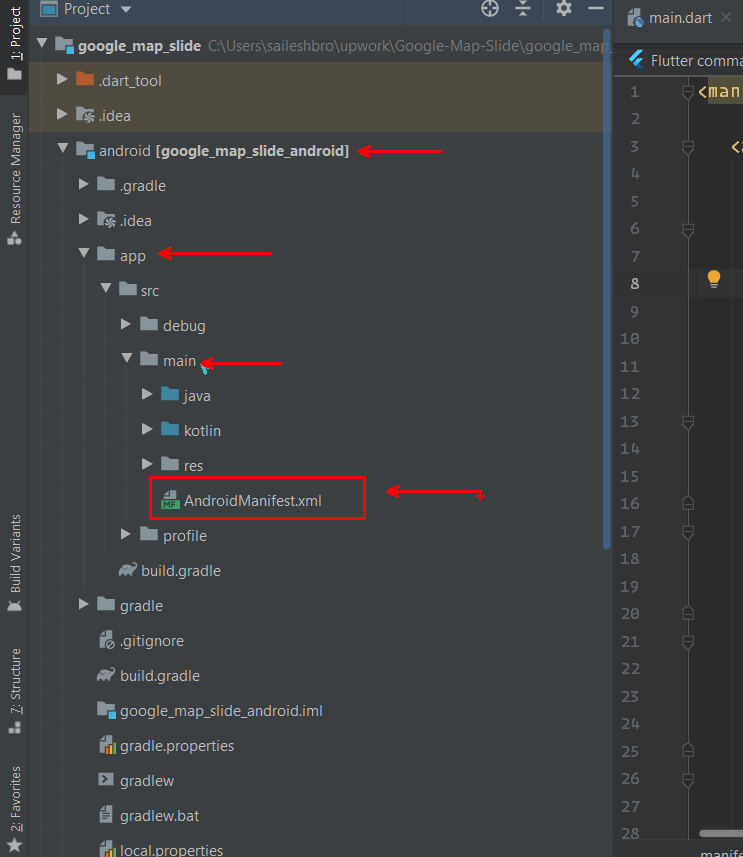 Project
google_map_slide C:\Users\saileshbro\upwork\Google-Map-Slide\google_map_
.dart_tool
.idea
android [google_map_slide_android]
.gradle
.idea
app
src
debug
main
java
kotlin
res
MF AndroidManifest.xml
profile
build.gradle
gradle
.gitignore
build.gradle
google_map_slide_android.iml
gradle.properties
gradlew
gradlew.bat
local.properties
1: Project
Resource Manager
Build Variants
7: Structure
2: Favorites
main.dart
Flutter comma
1 <man
2
3 <
4
5
6
7
8
9
10
11
12
13
14
15
16
17
18
19
20
21
22
23
24
25
26
27
28
manife